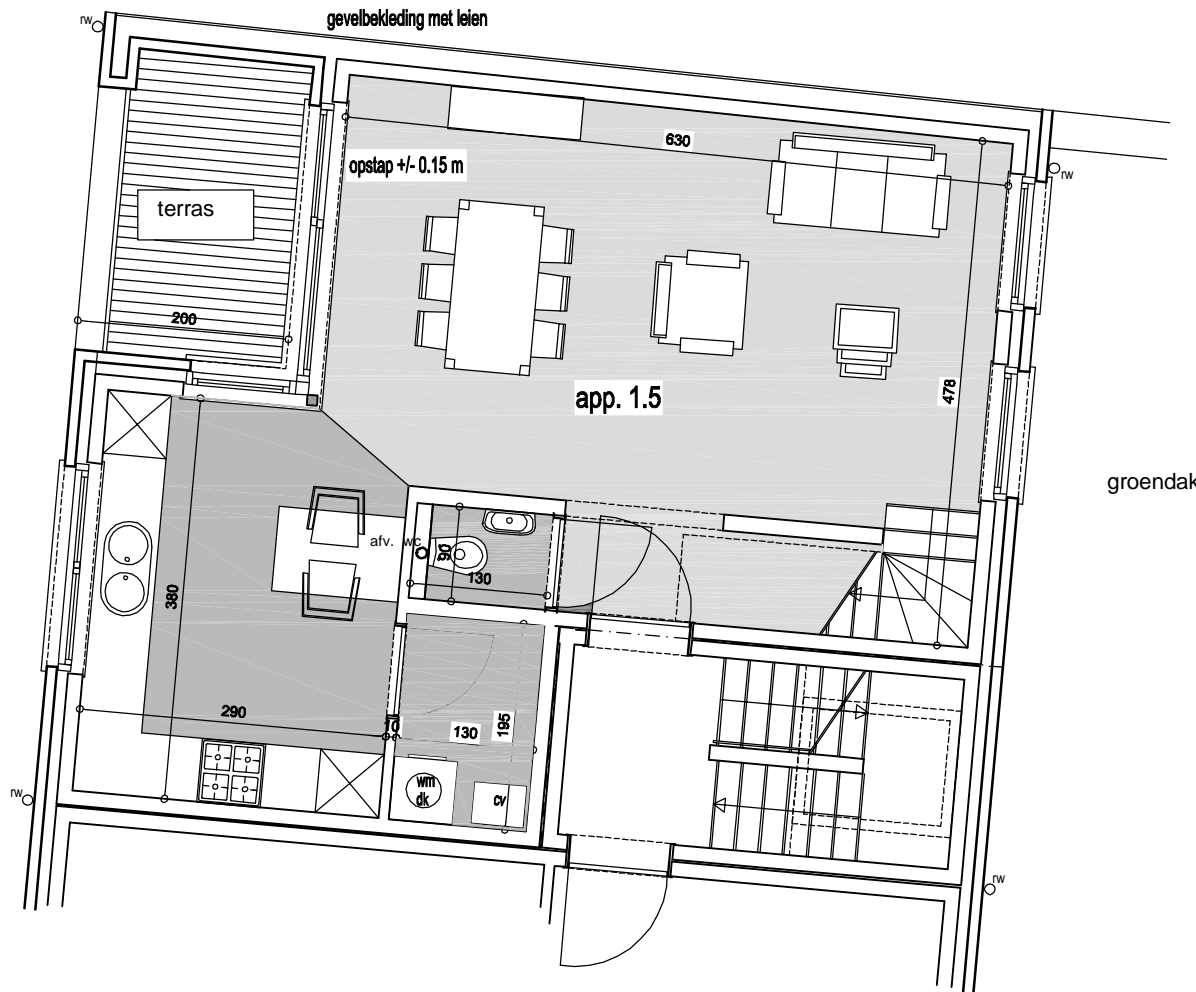 rw
gevelbekleding met leien
630
opstap +/- 0.15 m
rw
terras
200
app. 1.5
478
groendak
afv. wc
90
130
380
290
10
130
195
wm
dk
cv
rw
rw